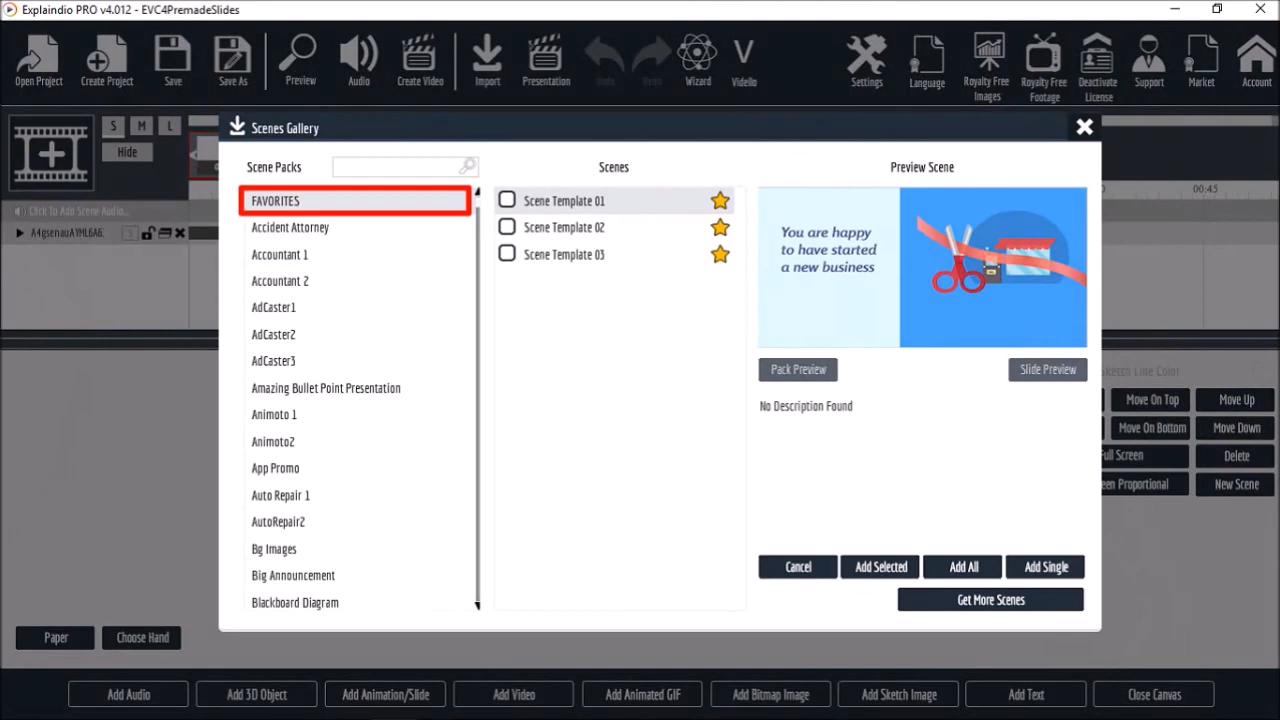 Explaindio PRO v4.012 - EVC4PremadeSlides
Open Project
Create Project
Save
Save As
Preview
Audio
Create Video
Import
Presentation
Wizard
V
Vidello
Settings
Language
Royalty Free
Images
Royalty Free
Footage
Deactivate
License
Support
Market
Account
S M L
Hide
Scenes Gallery
Scene Packs
Scenes
Preview Scene
00:45
Click To Add Scene Audio...
FAVORITES
Accident Attorney
Accountant 1
Accountant 2
AdCaster1
AdCaster2
AdCaster3
Amazing Bullet Point Presentation
Animoto 1
Animoto2
App Promo
Auto Repair 1
AutoRepair2
Bg Images
Big Announcement
Blackboard Diagram
Scene Template 01
Scene Template 02
Scene Template 03
You are happy
to have started
a new business
Pack Preview
Slide Preview
No Description Found
Cancel
Add Selected
Add All
Add Single
Get More Scenes
Sketch Line Color
Move On Top
Move Up
Move On Bottom
Move Down
Full Screen
Delete
Proportional
New Scene
Paper
Choose Hand
Add Audio
Add 3D Object
Add Animation/Slide
Add Video
Add Animated GIF
Add Bitmap Image
Add Sketch Image
Add Text
Close Canvas